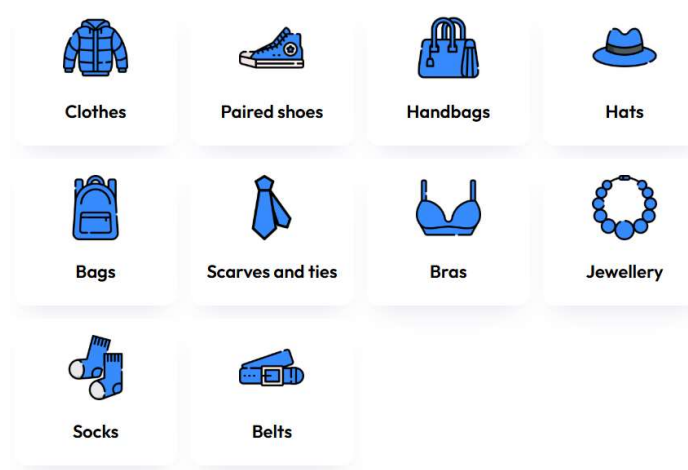 Clothes
Paired shoes
Handbags
Hats
Bags
Scarves and ties
Bras
Jewellery
Socks
Belts